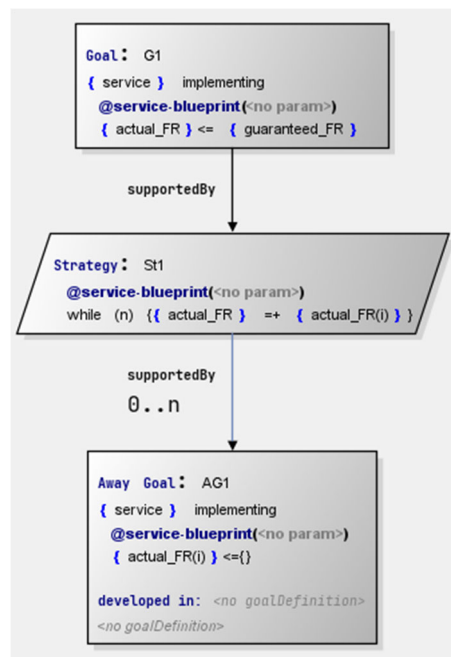 Goal: G1
{ service } implementing
@service-blueprint(<no param>)
{ actual_FR } <= { guaranteed_FR }
supportedBy
Strategy: St1
@service-blueprint(<no param>)
while (n) {{ actual_FR } =+ { actual_FR(i) } }
supportedBy
0..n
Away Goal: AG1
{ service } implementing
@service-blueprint(<no param>)
{ actual_FR(i) } <={}
developed in: <no goalDefinition>
<no goalDefinition>